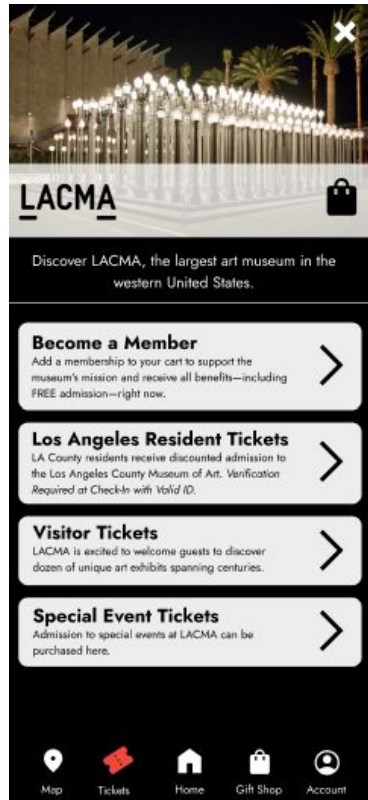 LACMA
Discover LACMA, the largest art museum in the
western United States.
Become a Member
Add a membership to your cart to support the
museum's mission and receive all benefits—including
FREE admission—right now.
Los Angeles Resident Tickets
LA County residents receive discounted admission to
the Los Angeles County Museum of Art. Verification
Required at Check-In with Valid ID.
Visitor Tickets
LACMA is excited to welcome guests to discover
dozen of unique art exhibits spanning centuries.
Special Event Tickets
Admission to special events at LACMA can be
purchased here.
Map Tickets Home Gift Shop Account